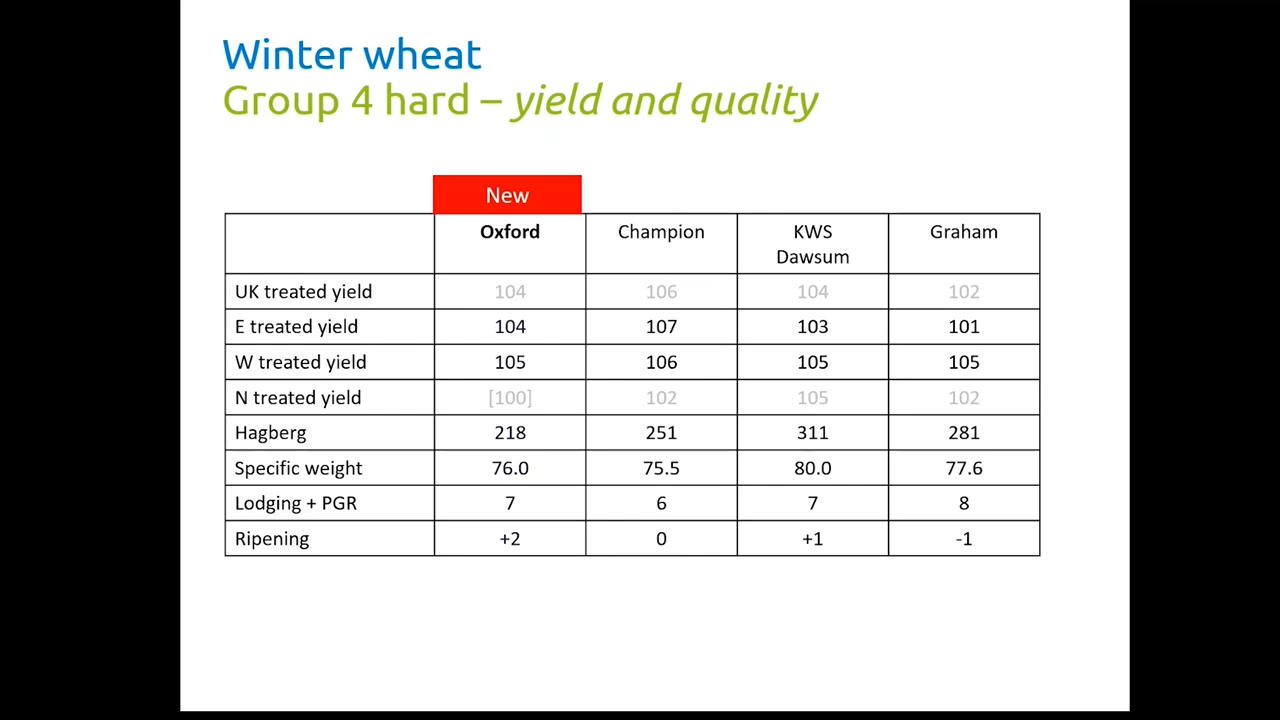 Winter wheat
Group 4 hard – yield and quality
New
Oxford Champion KWS Dawsum Graham
UK treated yield 104 106 104 102
E treated yield 104 107 103 101
W treated yield 105 106 105 105
N treated yield [100] 102 105 102
Hagberg 218 251 311 281
Specific weight 76.0 75.5 80.0 77.6
Lodging + PGR 7 6 7 8
Ripening +2 0 +1 -1